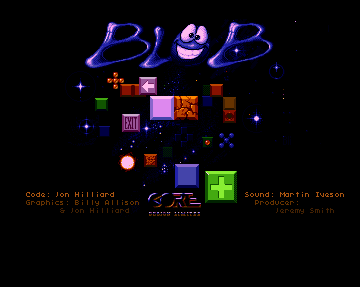 BLOB
EXIT
Code: Jon Hilliard
Graphics: Billy Allison
& Jon Hilliard
CORE
DESIGN LIMITED
Sound: Martin Iveson
Producer:
Jeremy Smith